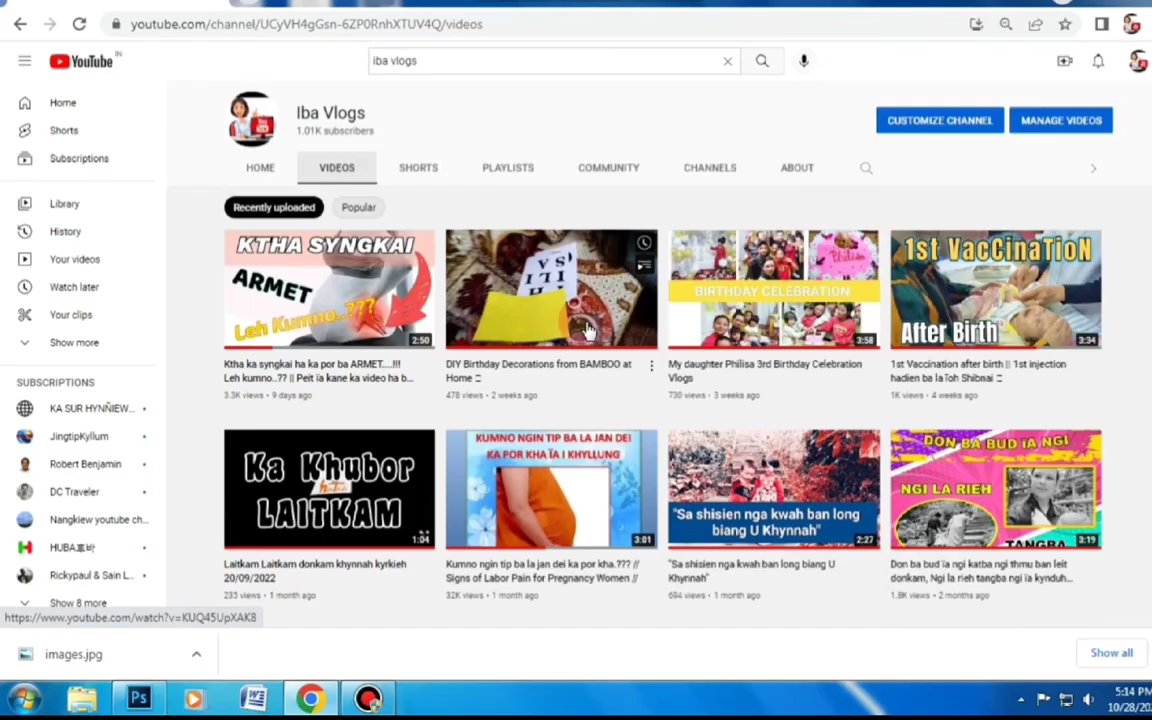 youtube.com/channel/UCyVH4gGsn-6ZP0RnhXTUV4Q/videos
YouTube IN
iba vlogs
Home
Shorts
Subscriptions
Library
History
Your videos
Watch later
Your clips
Show more
SUBSCRIPTIONS
KA SUR HYNÑIEW...
JingtipKyllum
Robert Benjamin
DC Traveler
Nangkiew youtube ch...
HUBA
Rickypaul & Sain L...
Show 8 more
Iba Vlogs
1.01K subscribers
CUSTOMIZE CHANNEL
MANAGE VIDEOS
HOME
VIDEOS
SHORTS
PLAYLISTS
COMMUNITY
CHANNELS
ABOUT
Recently uploaded
Popular
KTHA SYNGKAI
ARMET
Leh Kumno..???
2:50
Ktha ka syngkai ha ka por ba ARMET....!!!
Leh kumno..?? || Peit ïa kane ka video ha b...
3.3K views • 9 days ago
DIY Birthday Decorations from BAMBOO at
Home
478 views • 2 weeks ago
Philisa
BIRTHDAY CELEBRATION
3:58
My daughter Philisa 3rd Birthday Celebration
Vlogs
730 views • 3 weeks ago
1st VacCinaTioN
After Birth
3:34
1st Vaccination after birth || 1st injection
hadien ba la ïoh Shibnai
1K views • 4 weeks ago
Ka Khubor
LAITKAM
1:04
Laitkam Laitkam donkam khynnah kyrkieh
20/09/2022
235 views • 1 month ago
KUMNO NGIN TIP BA LA JAN DEI
KA POR KHA ÏA I KHYLLUNG
3:01
Kumno ngin tip ba la jan dei ka por kha.??? //
Signs of Labor Pain for Pregnancy Women //
32K views • 1 month ago
"Sa shisien nga kwah ban long
biang U Khynnah"
2:27
"Sa shisien nga kwah ban long biang U
Khynnah"
694 views • 1 month ago
DON BA BUD ÏA NGI
NGI LA RIEH
TANGBA
3:19
Don ba bud ïa ngi katba ngi thmu ban leit
donkam, Ngi la rieh tangba ngi ïa kynduh...
1.8K views • 2 months ago
https://www.youtube.com/watch?v=KUQ45UpXAK8
images.jpg
Show all
Ps
5:14 PM
10/28/20